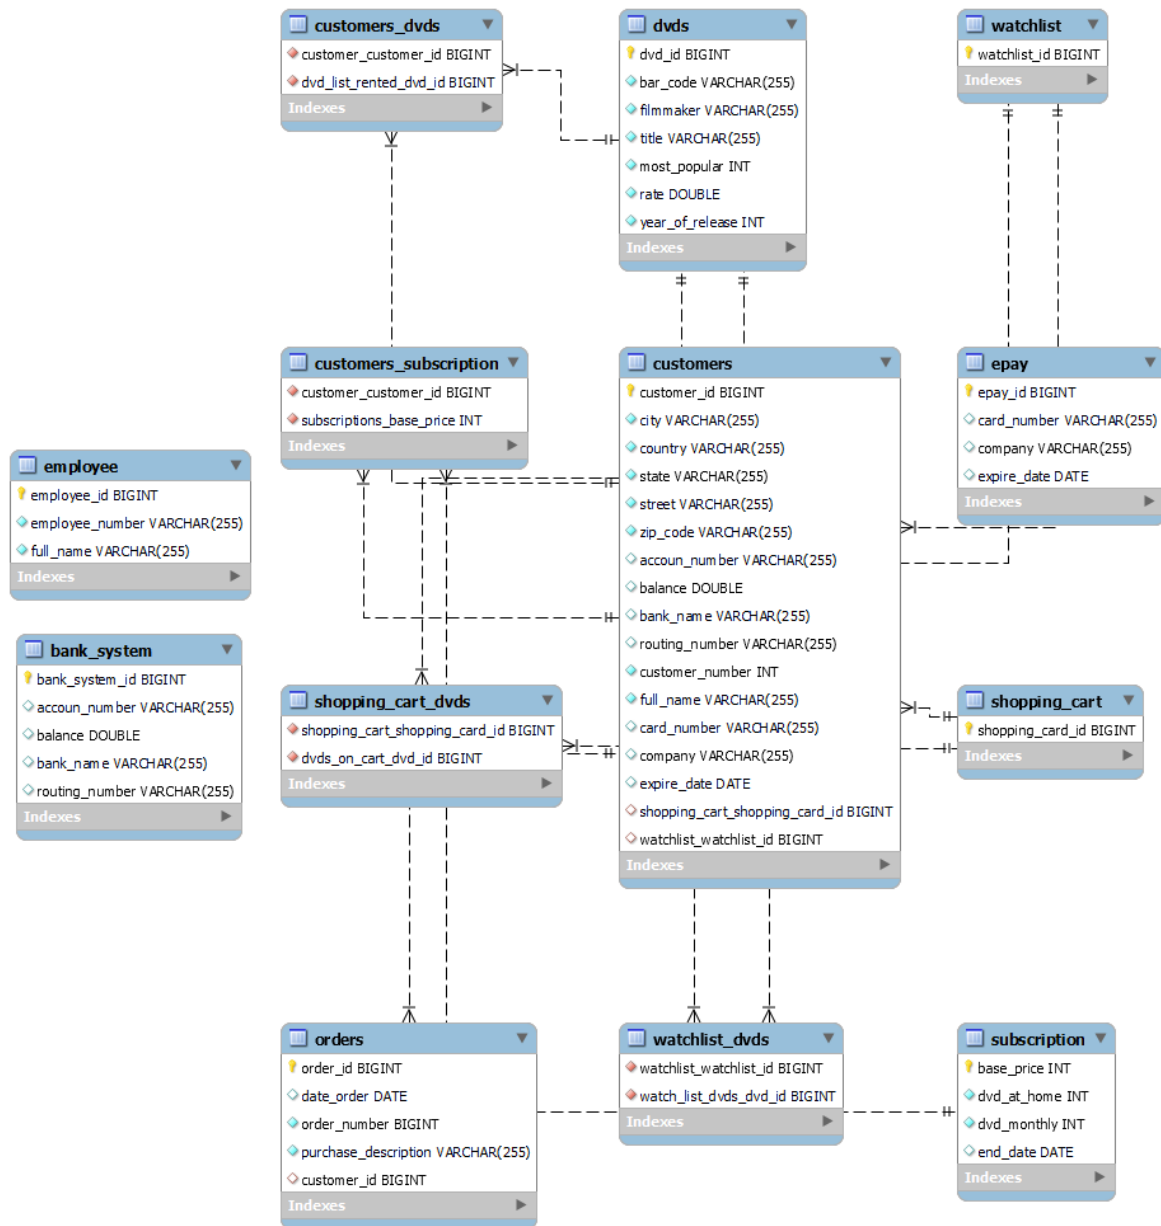 customers_dvds
customer_customer_id BIGINT
dvd_list_rented_dvd_id BIGINT
Indexes
dvds
dvd_id BIGINT
bar_code VARCHAR(255)
filmmaker VARCHAR(255)
title VARCHAR(255)
most_popular INT
rate DOUBLE
year_of_release INT
Indexes
watchlist
watchlist_id BIGINT
Indexes
customers_subscription
customer_customer_id BIGINT
subscriptions_base_price INT
Indexes
customers
customer_id BIGINT
city VARCHAR(255)
country VARCHAR(255)
state VARCHAR(255)
street VARCHAR(255)
zip_code VARCHAR(255)
accoun_number VARCHAR(255)
balance DOUBLE
bank_name VARCHAR(255)
routing_number VARCHAR(255)
customer_number INT
full_name VARCHAR(255)
card_number VARCHAR(255)
company VARCHAR(255)
expire_date DATE
shopping_cart_shopping_card_id BIGINT
watchlist_watchlist_id BIGINT
Indexes
epay
epay_id BIGINT
card_number VARCHAR(255)
company VARCHAR(255)
expire_date DATE
Indexes
employee
employee_id BIGINT
employee_number VARCHAR(255)
full_name VARCHAR(255)
Indexes
bank_system
bank_system_id BIGINT
accoun_number VARCHAR(255)
balance DOUBLE
bank_name VARCHAR(255)
routing_number VARCHAR(255)
Indexes
shopping_cart_dvds
shopping_cart_shopping_card_id BIGINT
dvds_on_cart_dvd_id BIGINT
Indexes
shopping_cart
shopping_card_id BIGINT
Indexes
orders
order_id BIGINT
date_order DATE
order_number BIGINT
purchase_description VARCHAR(255)
customer_id BIGINT
Indexes
watchlist_dvds
watchlist_watchlist_id BIGINT
watch_list_dvds_dvd_id BIGINT
Indexes
subscription
base_price INT
dvd_at_home INT
dvd_monthly INT
end_date DATE
Indexes